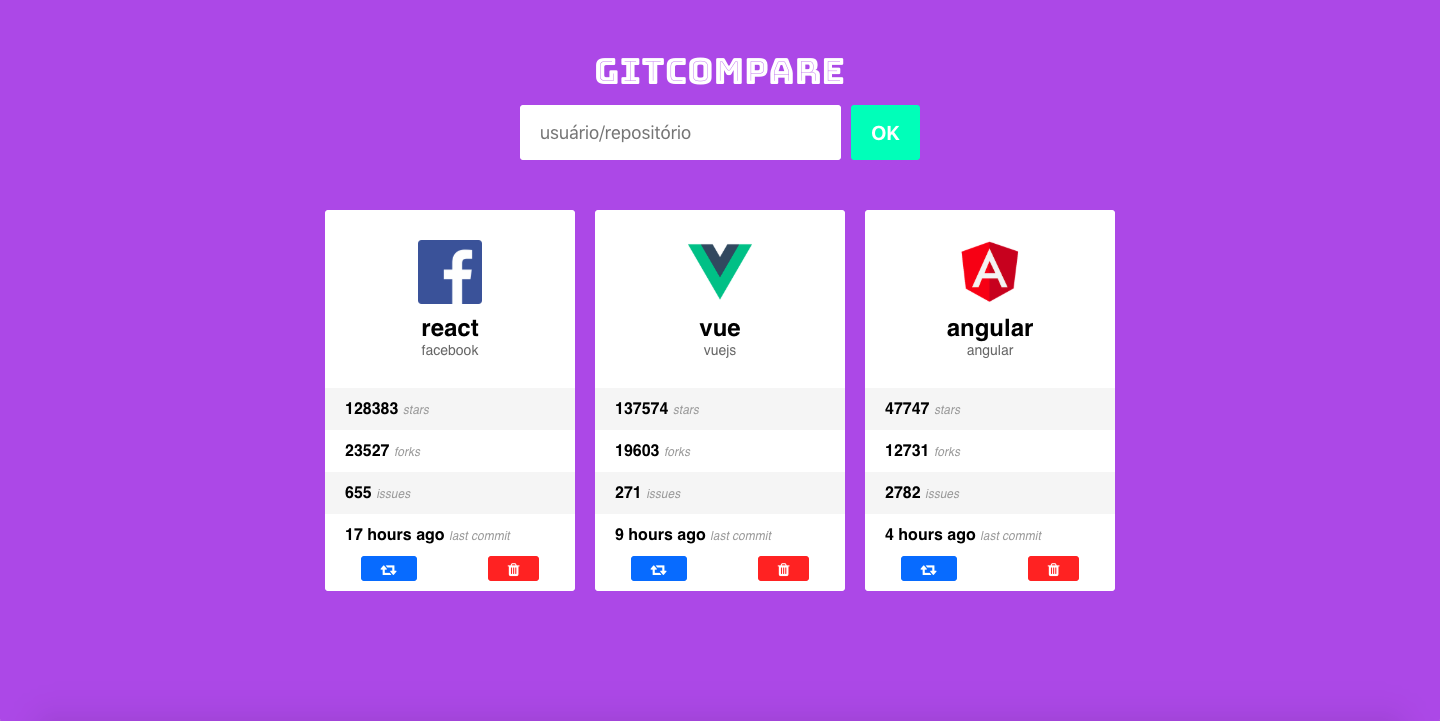 GITCOMPARE
usuário/repositório
OK
react
facebook
128383 stars
23527 forks
655 issues
17 hours ago last commit
vue
vuejs
137574 stars
19603 forks
271 issues
9 hours ago last commit
angular
angular
47747 stars
12731 forks
2782 issues
4 hours ago last commit